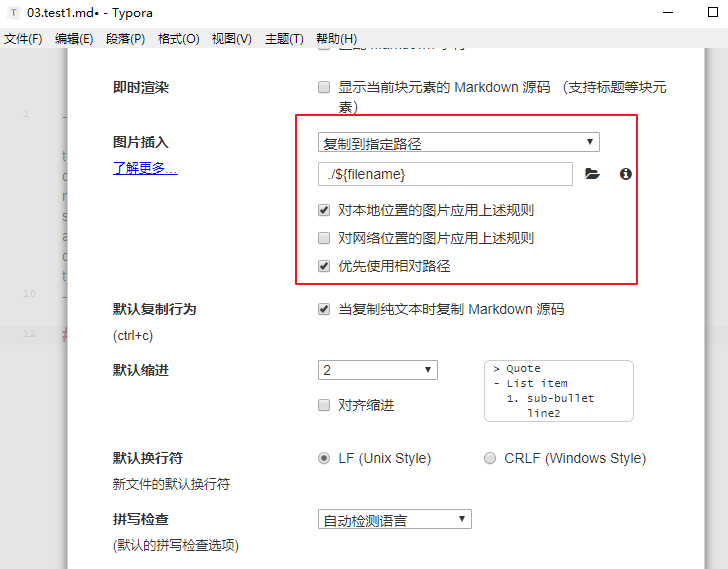 03.test1.md• - Typora
文件(F) 编辑(E) 段落(P) 格式(O) 视图(V) 主题(T) 帮助(H)
即时渲染
显示当前块元素的 Markdown 源码 （支持标题等块元
素）
图片插入
复制到指定路径
了解更多...
./${filename}
对本地位置的图片应用上述规则
对网络位置的图片应用上述规则
优先使用相对路径
默认复制行为
当复制纯文本时复制 Markdown 源码
(ctrl+c)
默认缩进
2
对齐缩进
> Quote
- List item
1. sub-bullet
line2
默认换行符
LF (Unix Style)
CRLF (Windows Style)
新文件的默认换行符
拼写检查
自动检测语言
(默认的拼写检查选项)
1
10
12